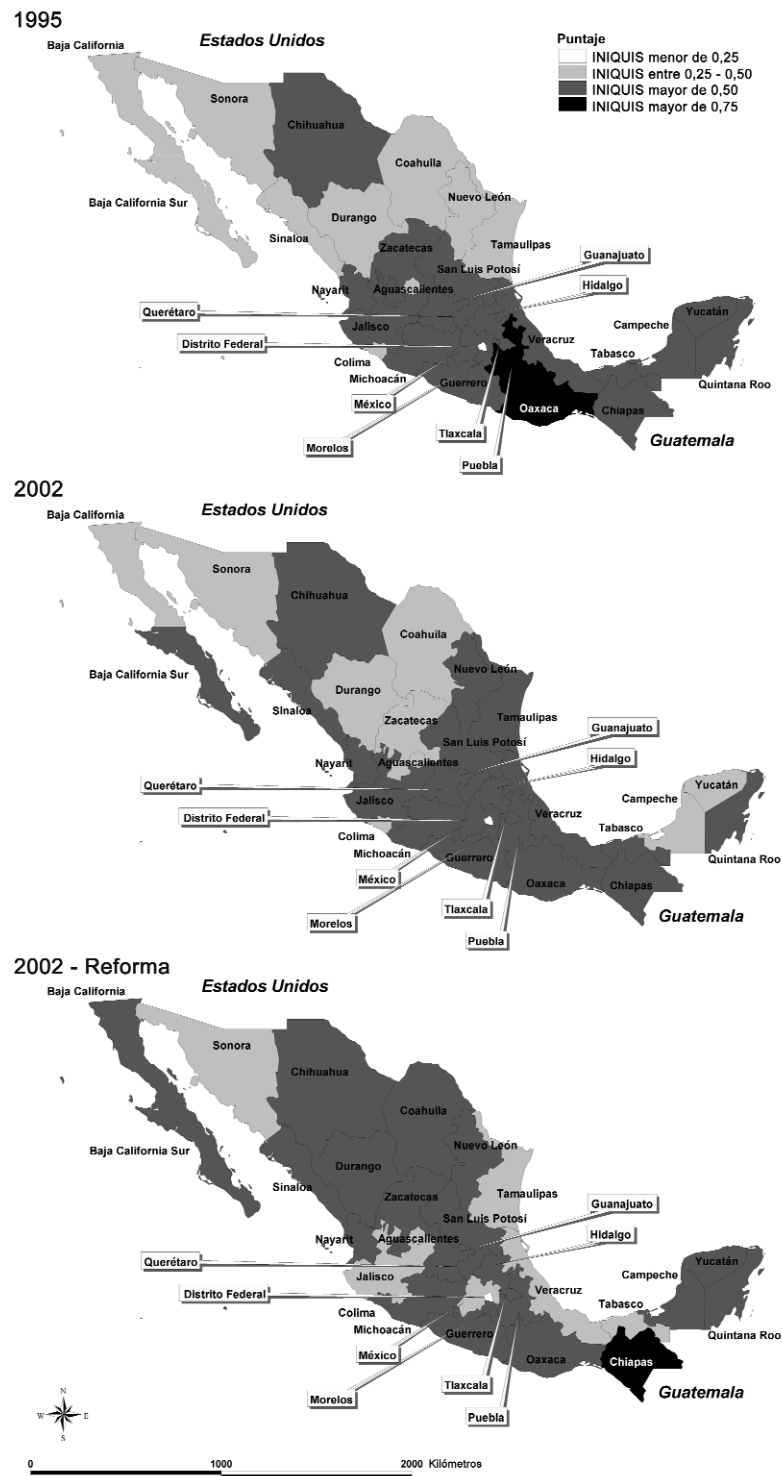 1995
Baja California
Estados Unidos
Puntaje
INIQUIS menor de 0,25
INIQUIS entre 0,25 - 0,50
INIQUIS mayor de 0,50
INIQUIS mayor de 0,75
Sonora
Chihuahua
Coahuilla
Nuevo León
Baja California Sur
Durango
Sinaloa
Tamaulipas
Zacatecas
Guanajuato
San Luis Potosí
Nayarit
Aguascalientes
Hidalgo
Querétaro
Jalisco
Yucatán
Campeche
Distrito Federal
Veracruz
Tabasco
Colima
Michoacán
Guerrero
Quintana Roo
México
Oaxaca
Chiapas
Tlaxcala
Morelos
Guatemala
Puebla
2002
Baja California
Estados Unidos
Sonora
Chihuahua
Coahuila
Nuevo León
Baja California Sur
Durango
Sinaloa
Zacatecas
Tamaulipas
Guanajuato
San Luis Potosí
Nayarit
Aguascalientes
Hidalgo
Querétaro
Yucatán
Jalisco
Campeche
Distrito Federal
Veracruz
Tabasco
Colima
Michoacán
Guerrero
Quintana Roo
México
Oaxaca
Chiapas
Tlaxcala
Morelos
Guatemala
Puebla
2002 - Reforma
Baja California
Estados Unidos
Sonora
Chihuahua
Coahuilla
Nuevo León
Baja California Sur
Durango
Sinaloa
Zacatecas
Tamaulipas
Guanajuato
San Luis Potosí
Nayarit
Aguascalientes
Hidalgo
Querétaro
Yucatán
Jalisco
Campeche
Distrito Federal
Veracruz
Tabasco
Colima
Michoacán
Guerrero
Quintana Roo
México
Oaxaca
Chiapas
Tlaxcala
Morelos
Guatemala
Puebla
N
W E
S
0 1000 2000 Kilómetros